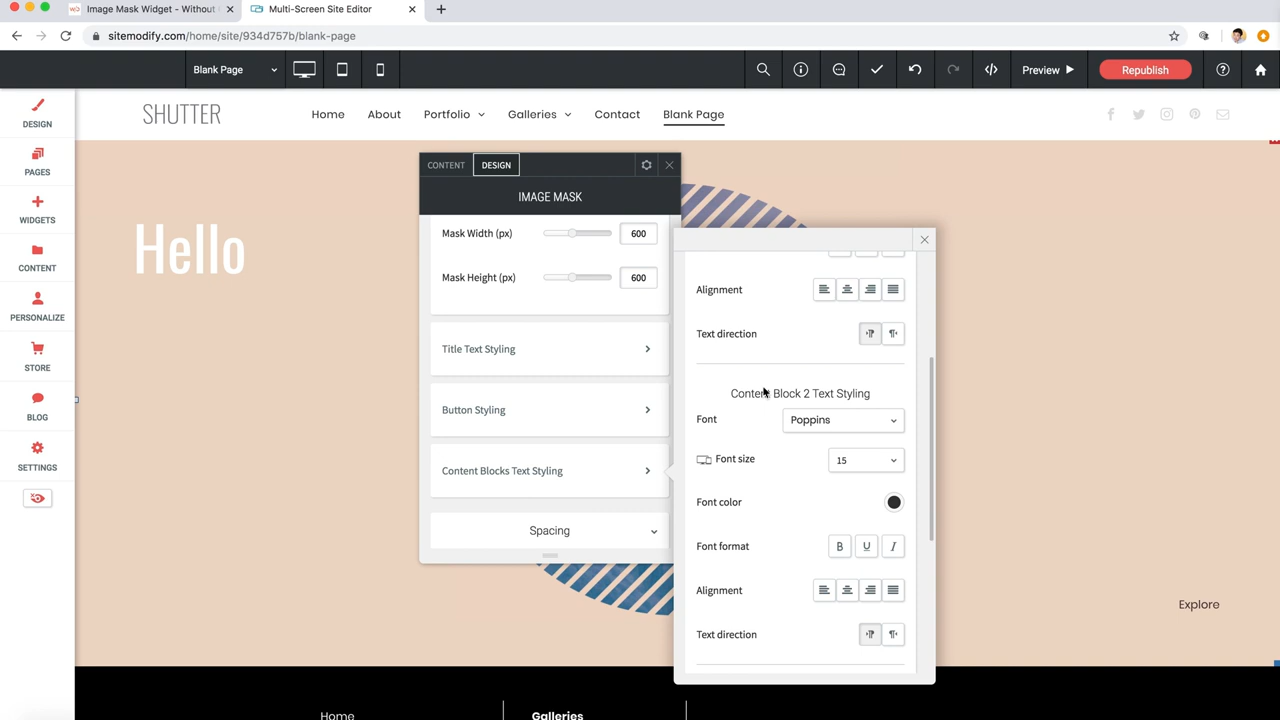 Image Mask Widget - Without
Multi-Screen Site Editor
sitemodify.com/home/site/934d757b/blank-page
Blank Page
Preview
Republish
DESIGN
PAGES
WIDGETS
CONTENT
PERSONALIZE
STORE
BLOG
SETTINGS
SHUTTER
Home
About
Portfolio
Galleries
Contact
Blank Page
Hello
CONTENT
DESIGN
IMAGE MASK
Mask Width (px)
600
Mask Height (px)
600
Title Text Styling
Button Styling
Content Blocks Text Styling
Spacing
Alignment
Text direction
Content Block 2 Text Styling
Font
Poppins
Font size
15
Font color
Font format
B U I
Alignment
Text direction
Explore
Home
Galleries